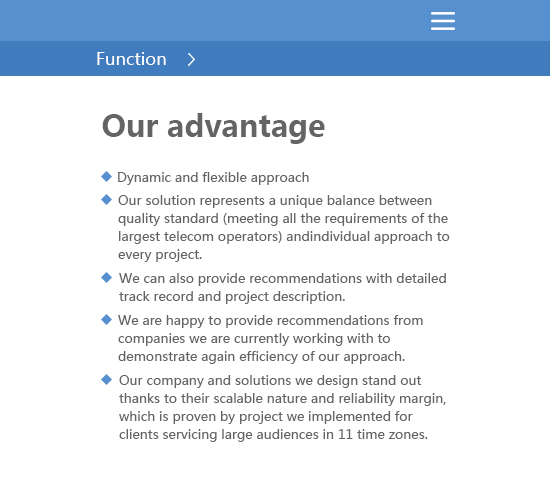 Function
Our advantage
Dynamic and flexible approach
Our solution represents a unique balance between
quality standard (meeting all the requirements of the
largest telecom operators) andindividual approach to
every project.
We can also provide recommendations with detailed
track record and project description.
We are happy to provide recommendations from
companies we are currently working with to
demonstrate again efficiency of our approach.
Our company and solutions we design stand out
thanks to their scalable nature and reliability margin,
which is proven by project we implemented for
clients servicing large audiences in 11 time zones.